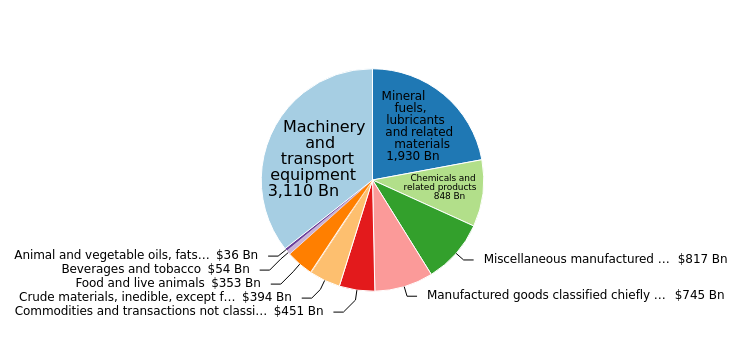 Mineral
fuels,
lubricants
and related
materials
1,930 Bn
Machinery
and
transport
equipment
3,110 Bn
Chemicals and
related products
848 Bn
Animal and vegetable oils, fats... $36 Bn
Beverages and tobacco $54 Bn
Food and live animals $353 Bn
Crude materials, inedible, except f... $394 Bn
Commodities and transactions not classi... $451 Bn
Miscellaneous manufactured ... $817 Bn
Manufactured goods classified chiefly ... $745 Bn